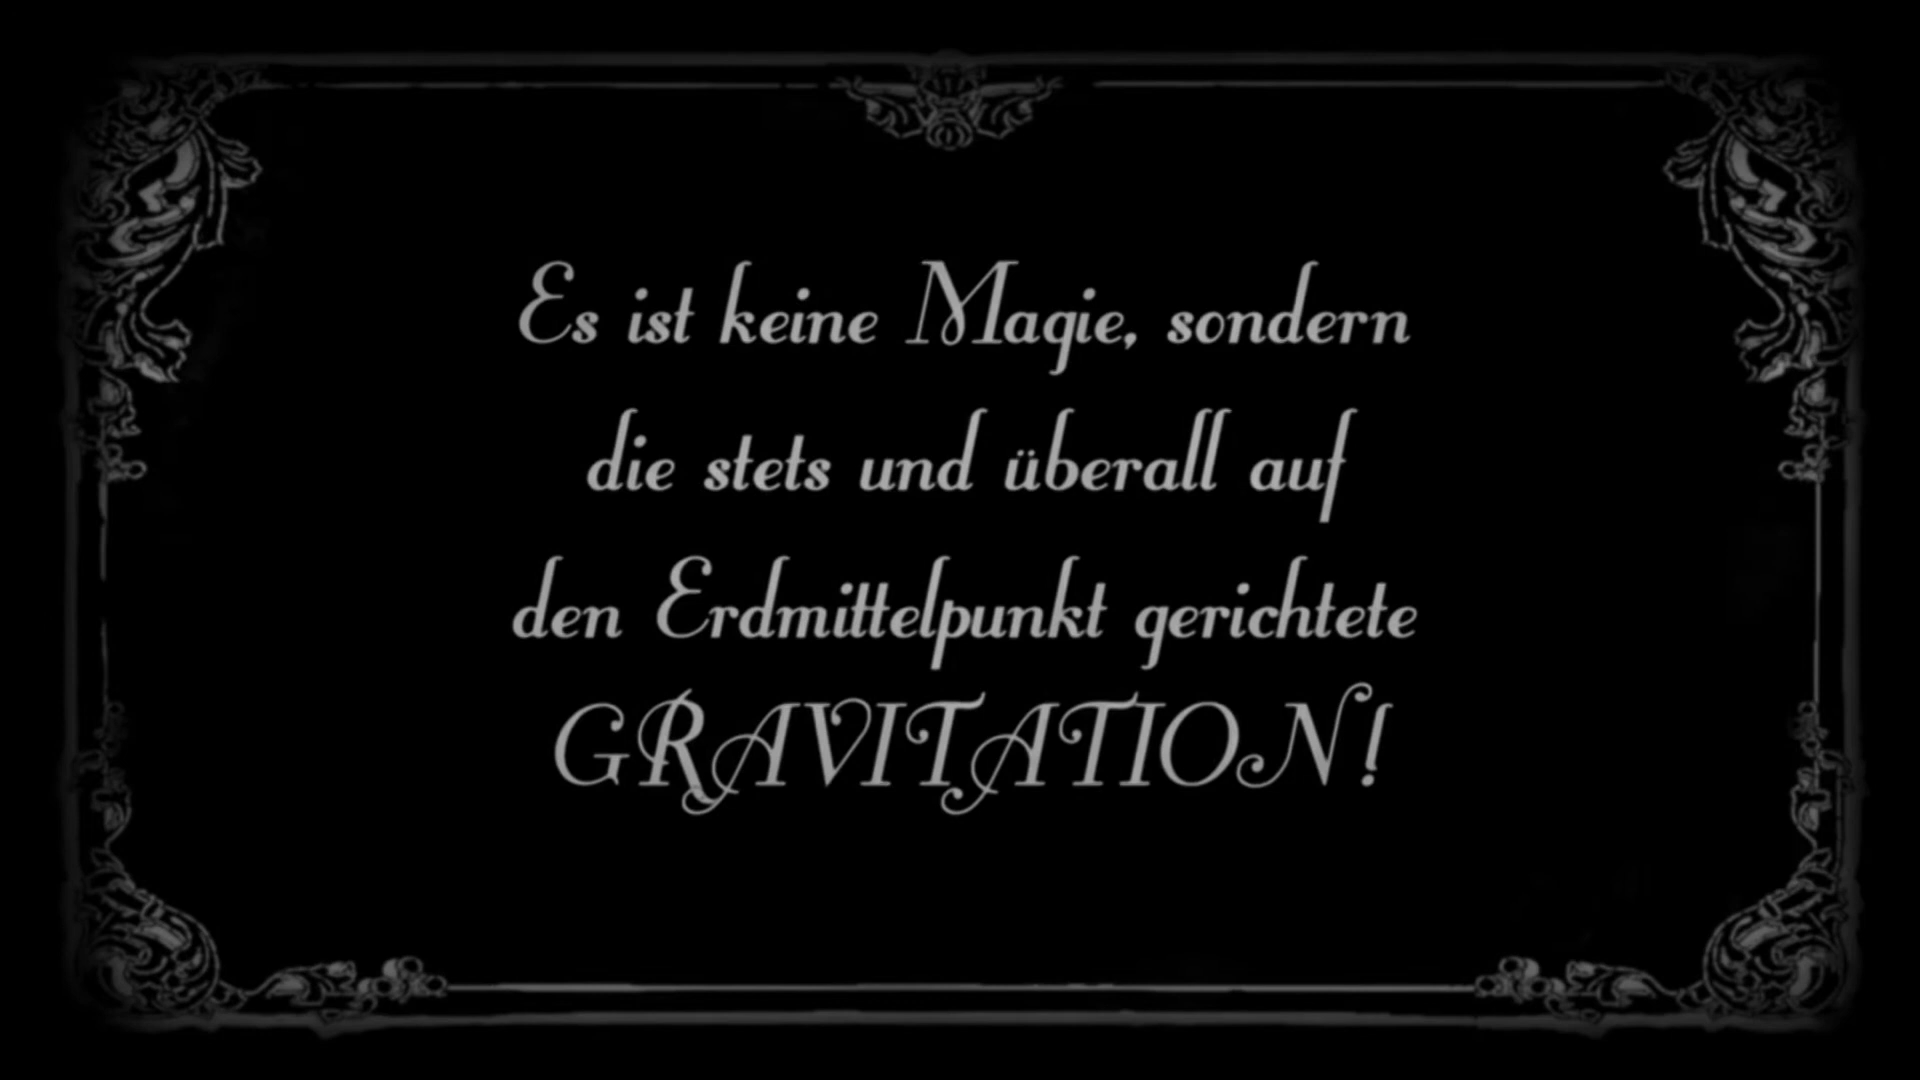 Es ist keine Magie, sondern
die stets und überall auf
den Erdmittelpunkt gerichtete
GRAVITATION!